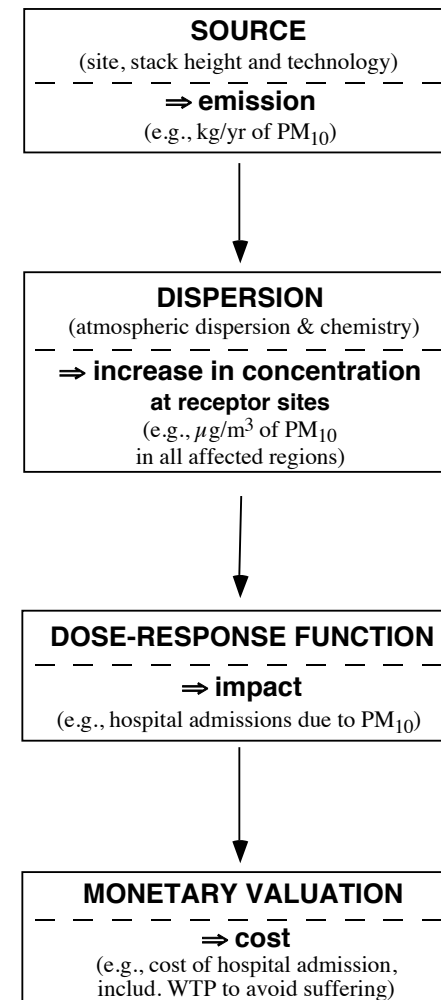 SOURCE
(site, stack height and technology)
⇒ emission
(e.g., kg/yr of PM10)
DISPERSION
(atmospheric dispersion & chemistry)
⇒ increase in concentration
at receptor sites
(e.g., µg/m³ of PM10
in all affected regions)
DOSE-RESPONSE FUNCTION
⇒ impact
(e.g., hospital admissions due to PM10)
MONETARY VALUATION
⇒ cost
(e.g., cost of hospital admission,
includ. WTP to avoid suffering)